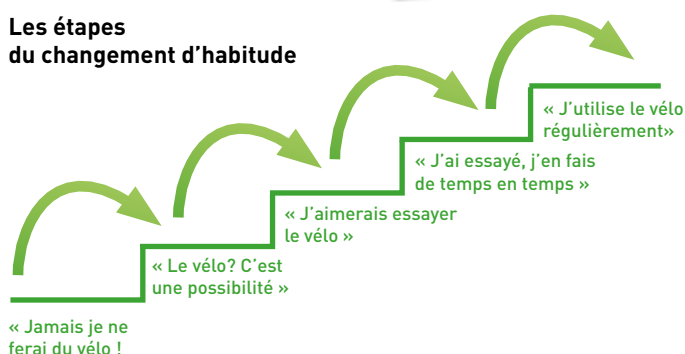 Les étapes
du changement d'habitude
« J'utilise le vélo
régulièrement»
« J'ai essayé, j'en fais
de temps en temps »
« J'aimerais essayer
le vélo »
« Le vélo? C'est
une possibilité »
« Jamais je ne
ferai du vélo !